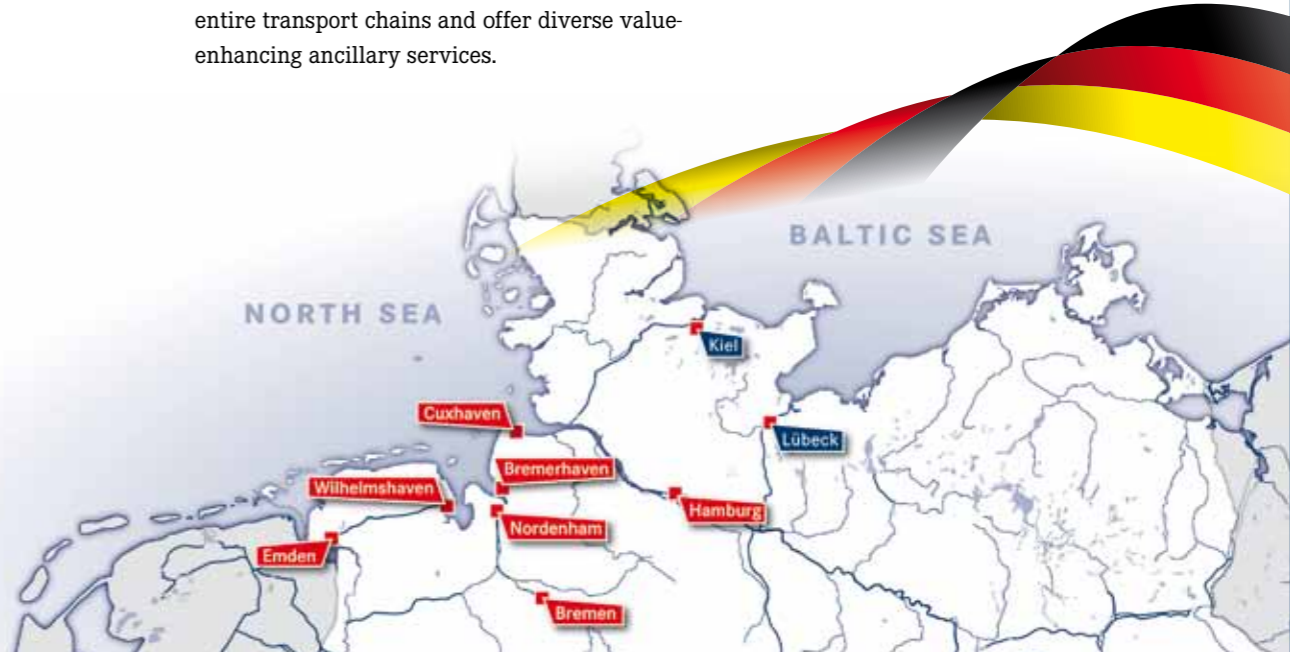 entire transport chains and offer diverse value-
enhancing ancillary services.
BALTIC SEA
NORTH SEA
Kiel
Cuxhaven
Lübeck
Bremerhaven
Wilhelmshaven
Hamburg
Nordenham
Emden
Bremen